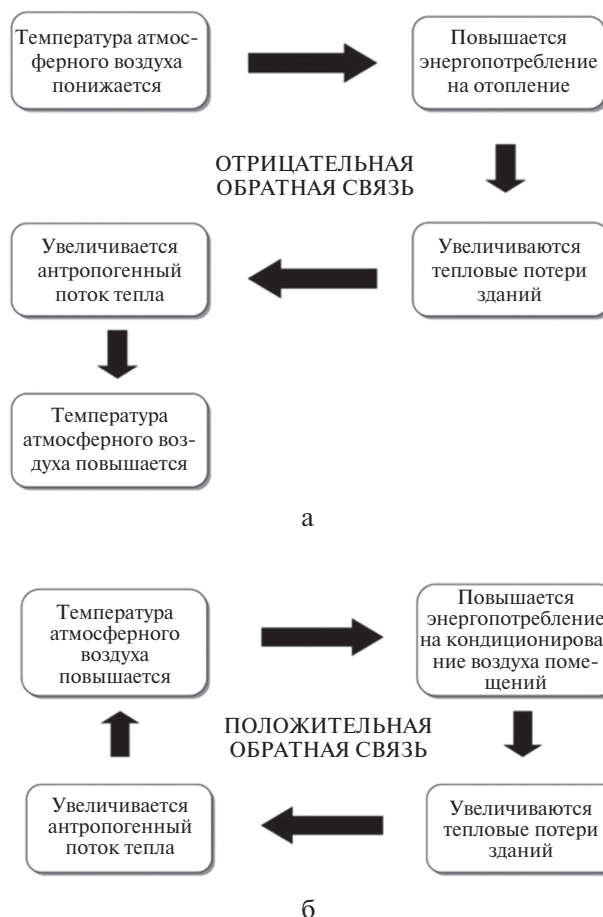 Температура атмос-
ферного воздуха
понижается
Повышается
энергопотребление
на отопление
ОТРИЦАТЕЛЬНАЯ
ОБРАТНАЯ СВЯЗЬ
Увеличивается
антропогенный
поток тепла
Увеличиваются
тепловые потери
зданий
Температура
атмосферного воз-
духа повышается
а
Температура
атмосферного
воздуха
повышается
Повышается
энергопотребление
на кондиционирова
ние воздуха поме-
щений
ПОЛОЖИТЕЛЬНАЯ
ОБРАТНАЯ СВЯЗЬ
Увеличивается
антропогенный
поток тепла
Увеличиваются
тепловые потери
зданий
б